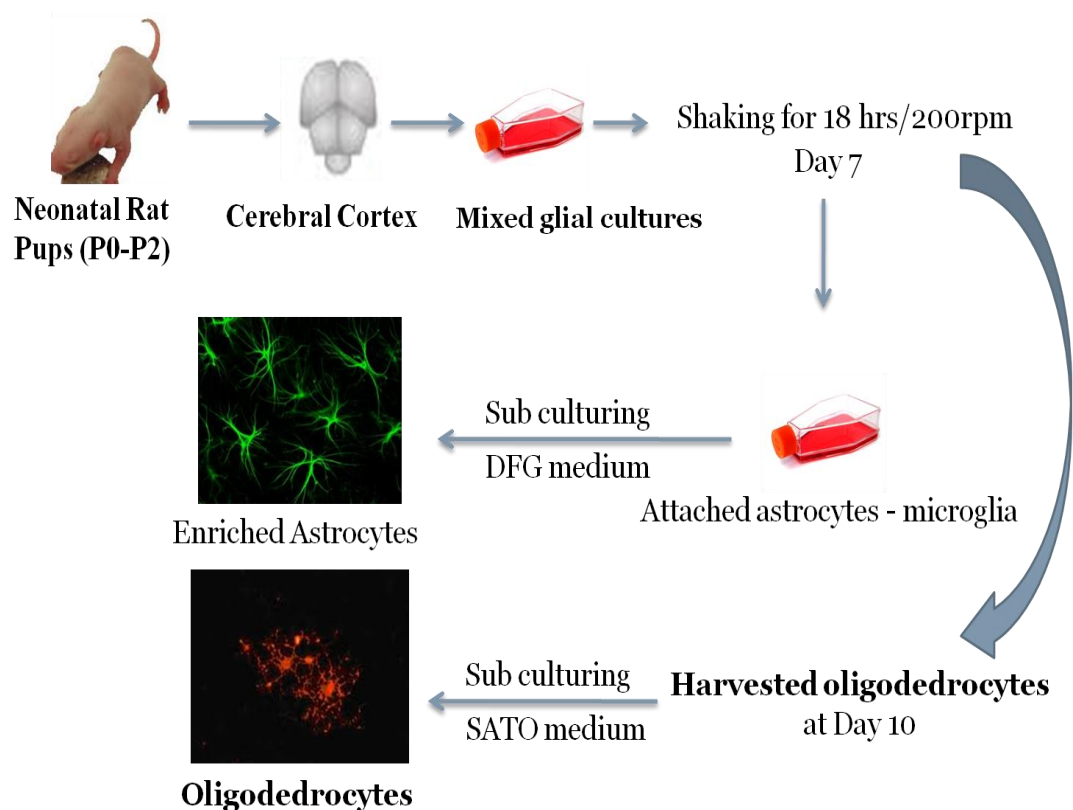 Shaking for 18 hrs/200rpm
Day 7
Neonatal Rat
Pups (P0-P2)
Cerebral Cortex
Mixed glial cultures
Sub culturing
DFG medium
Enriched Astrocytes
Attached astrocytes - microglia
Sub culturing
SATO medium
Harvested oligodedrocytes
at Day 10
Oligodedrocytes